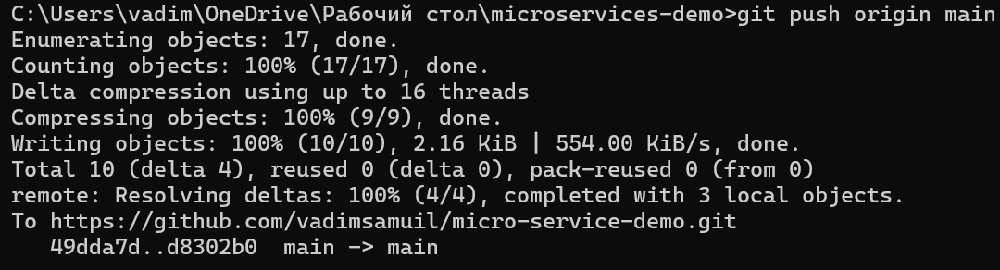 C:\Users\vadim\OneDrive\Рабочий стол\microservices-demo>git push origin main
Enumerating objects: 17, done.
Counting objects: 100% (17/17), done.
Delta compression using up to 16 threads
Compressing objects: 100% (9/9), done.
Writing objects: 100% (10/10), 2.16 KiB | 554.00 KiB/s, done.
Total 10 (delta 4), reused 0 (delta 0), pack-reused 0 (from 0)
remote: Resolving deltas: 100% (4/4), completed with 3 local objects.
To https://github.com/vadimsamuil/micro-service-demo.git
   49dda7d..d8302b0  main -> main